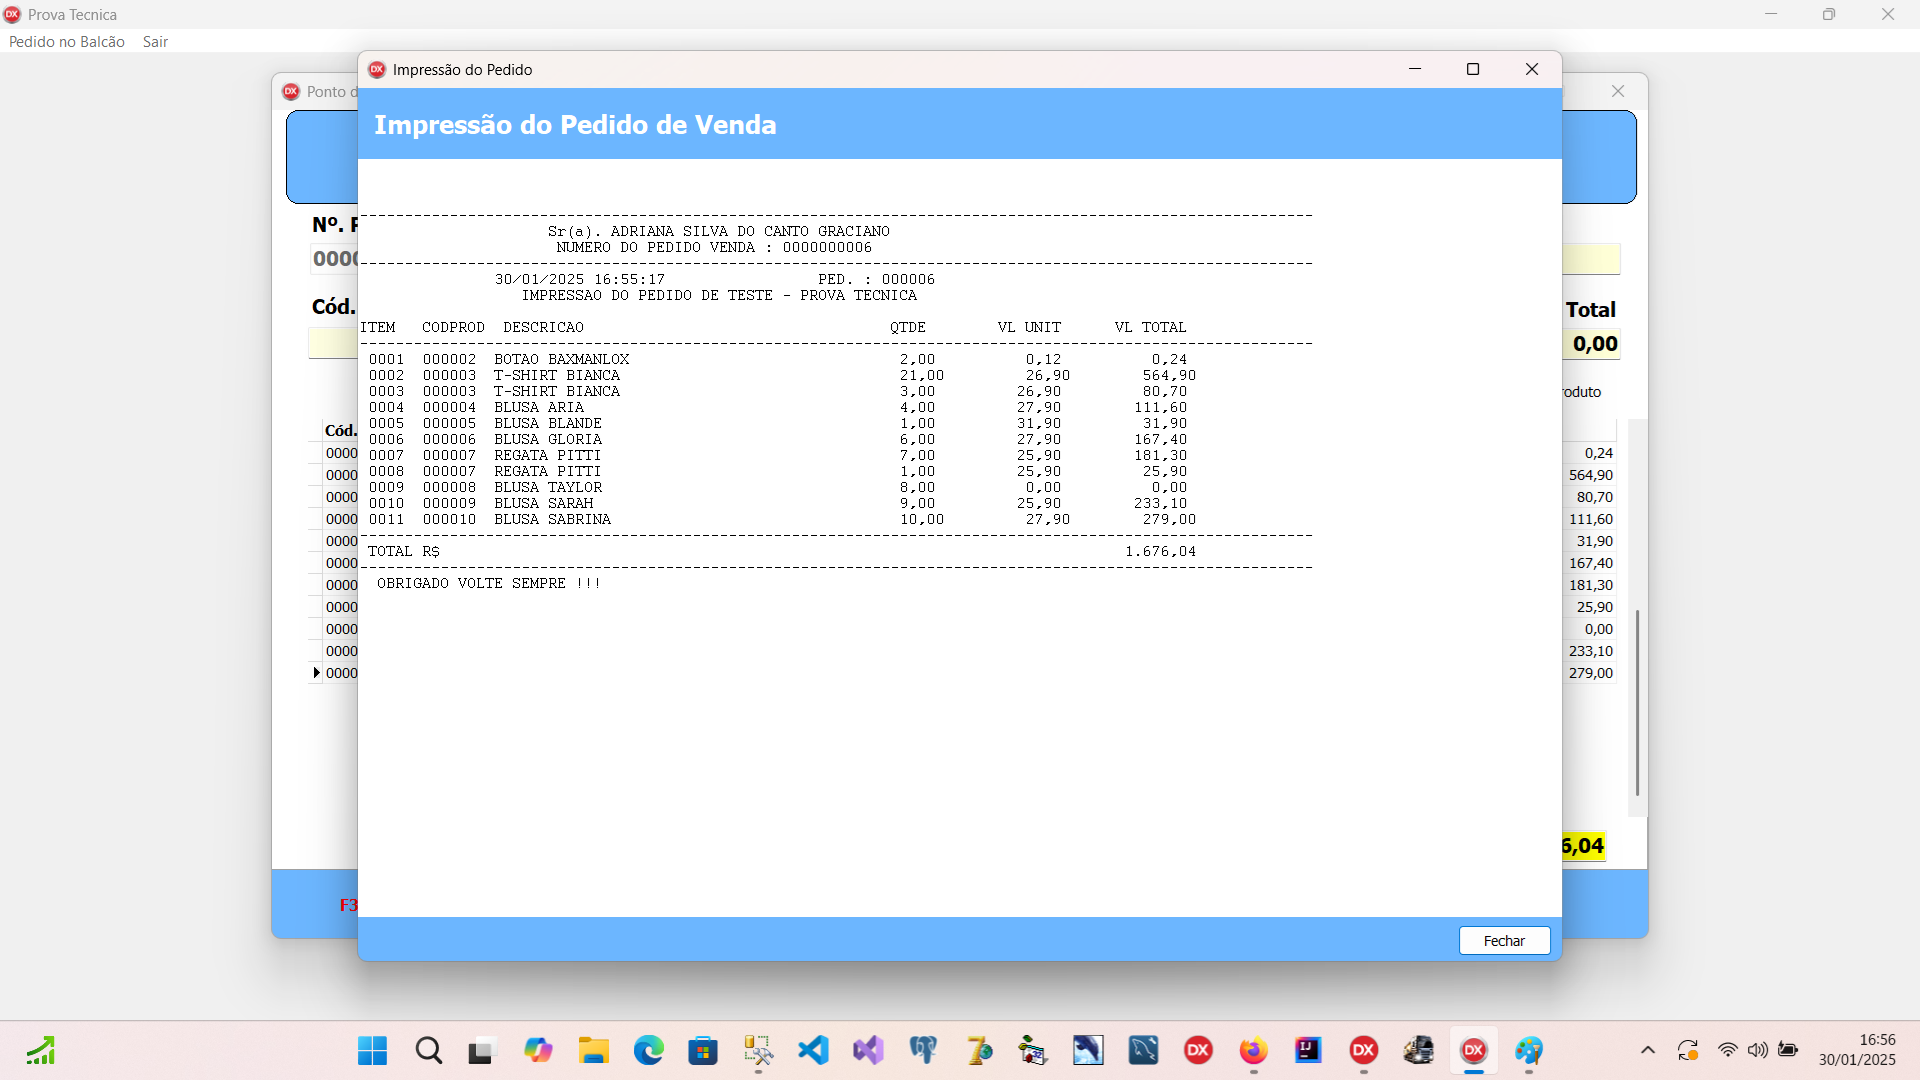 Prova Tecnica
Pedido no Balcão Sair
Ponto d
Impressão do Pedido
Impressão do Pedido de Venda
Nº. P
0000
Cód.
Total
0,00
roduto
Cód.
0000 0,24
0000 564,90
0000 80,70
0000 111,60
0000 31,90
0000 167,40
0000 181,30
0000 25,90
0000 0,00
0000 233,10
0000 279,00
6,04
F3
--------------------------------------------------------------------------------
Sr(a). ADRIANA SILVA DO CANTO GRACIANO
NUMERO DO PEDIDO VENDA : 0000000006
--------------------------------------------------------------------------------
30/01/2025 16:55:17 PED. : 000006
IMPRESSAO DO PEDIDO DE TESTE - PROVA TECNICA
ITEM CODPROD DESCRICAO QTDE VL UNIT VL TOTAL
--------------------------------------------------------------------------------
0001 000002 BOTAO BAXMANLOX 2,00 0,12 0,24
0002 000003 T-SHIRT BIANCA 21,00 26,90 564,90
0003 000003 T-SHIRT BIANCA 3,00 26,90 80,70
0004 000004 BLUSA ARIA 4,00 27,90 111,60
0005 000005 BLUSA BLANDE 1,00 31,90 31,90
0006 000006 BLUSA GLORIA 6,00 27,90 167,40
0007 000007 REGATA PITTI 7,00 25,90 181,30
0008 000007 REGATA PITTI 1,00 25,90 25,90
0009 000008 BLUSA TAYLOR 8,00 0,00 0,00
0010 000009 BLUSA SARAH 9,00 25,90 233,10
0011 000010 BLUSA SABRINA 10,00 27,90 279,00
--------------------------------------------------------------------------------
TOTAL R$ 1.676,04
--------------------------------------------------------------------------------
OBRIGADO VOLTE SEMPRE !!!
Fechar
16:56
30/01/2025